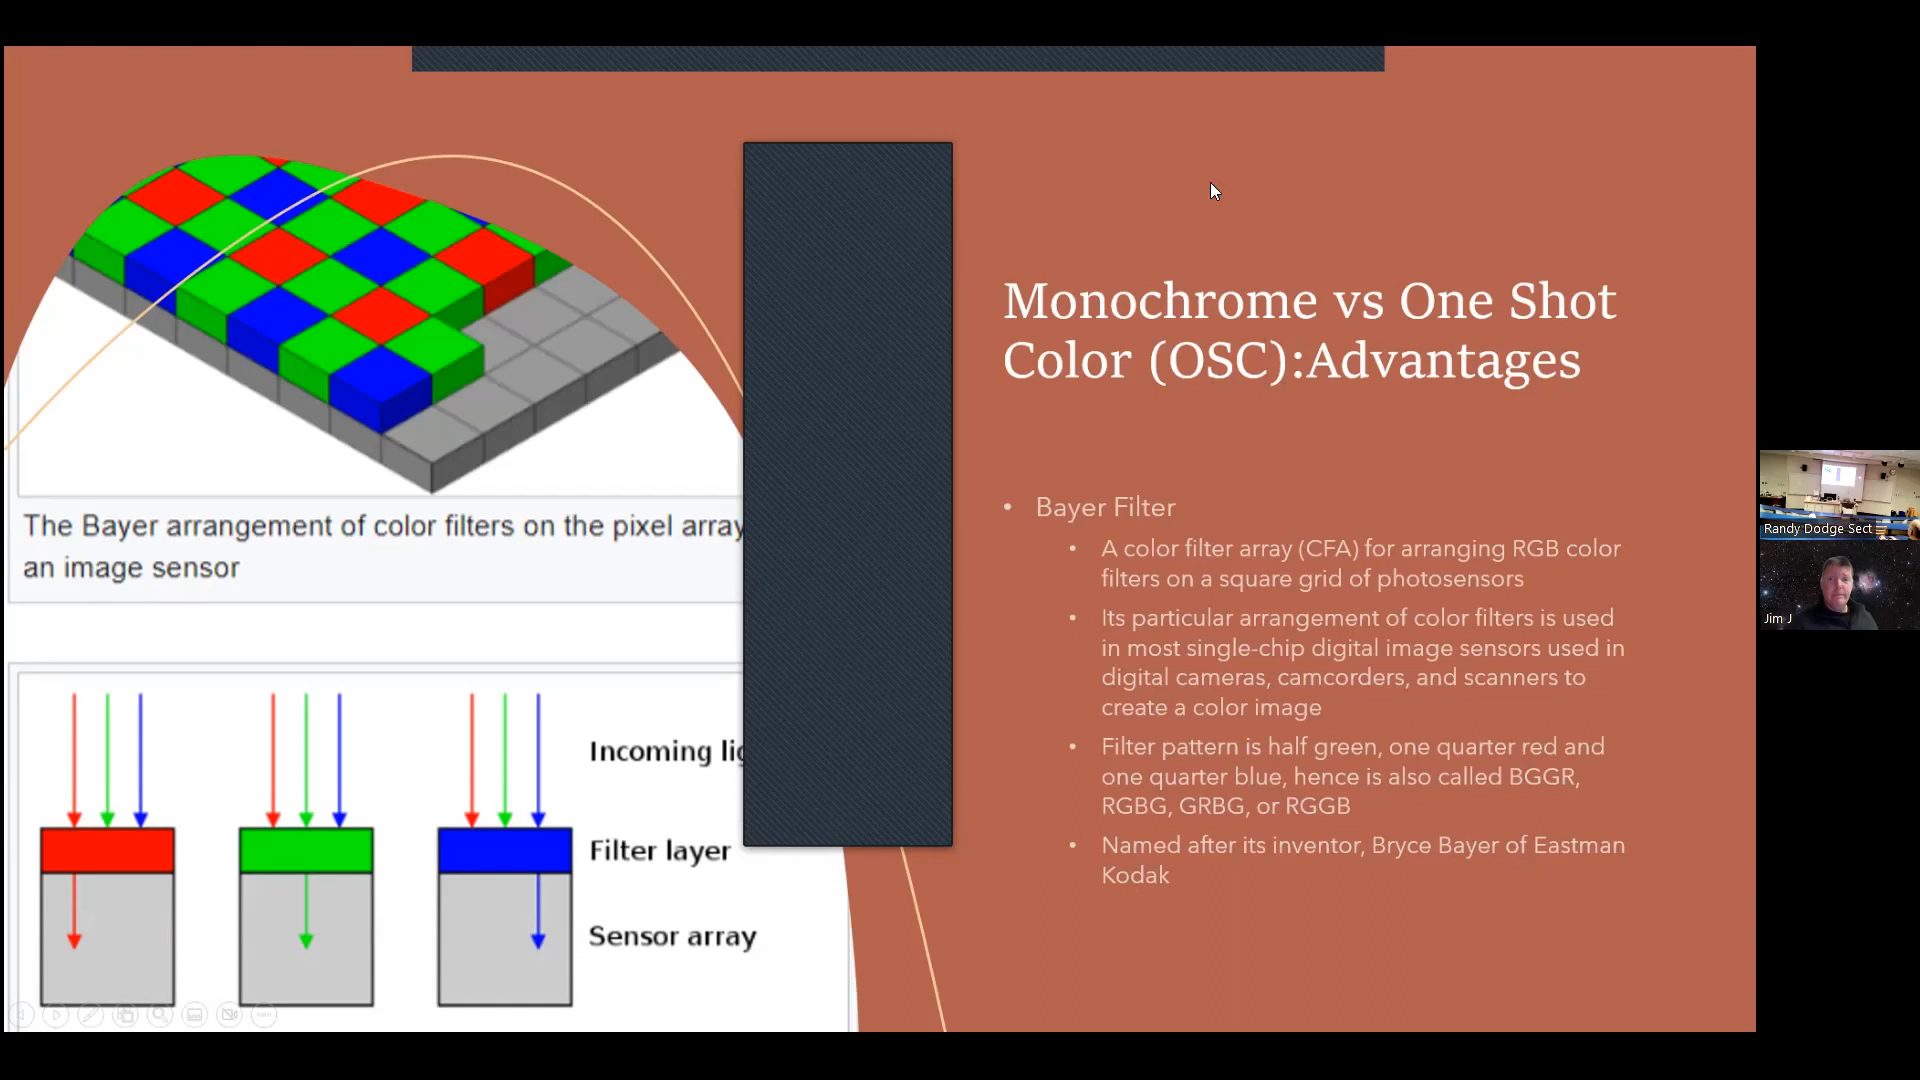 Monochrome vs One Shot
Color (OSC):Advantages
• Bayer Filter
• A color filter array (CFA) for arranging RGB color
filters on a square grid of photosensors
• Its particular arrangement of color filters is used
in most single-chip digital image sensors used in
digital cameras, camcorders, and scanners to
create a color image
• Filter pattern is half green, one quarter red and
one quarter blue, hence is also called BGGR,
RGBG, GRBG, or RGGB
• Named after its inventor, Bryce Bayer of Eastman
Kodak
The Bayer arrangement of color filters on the pixel array
an image sensor
Incoming
Filter layer
Sensor array
Randy Dodge Sect
Jim J